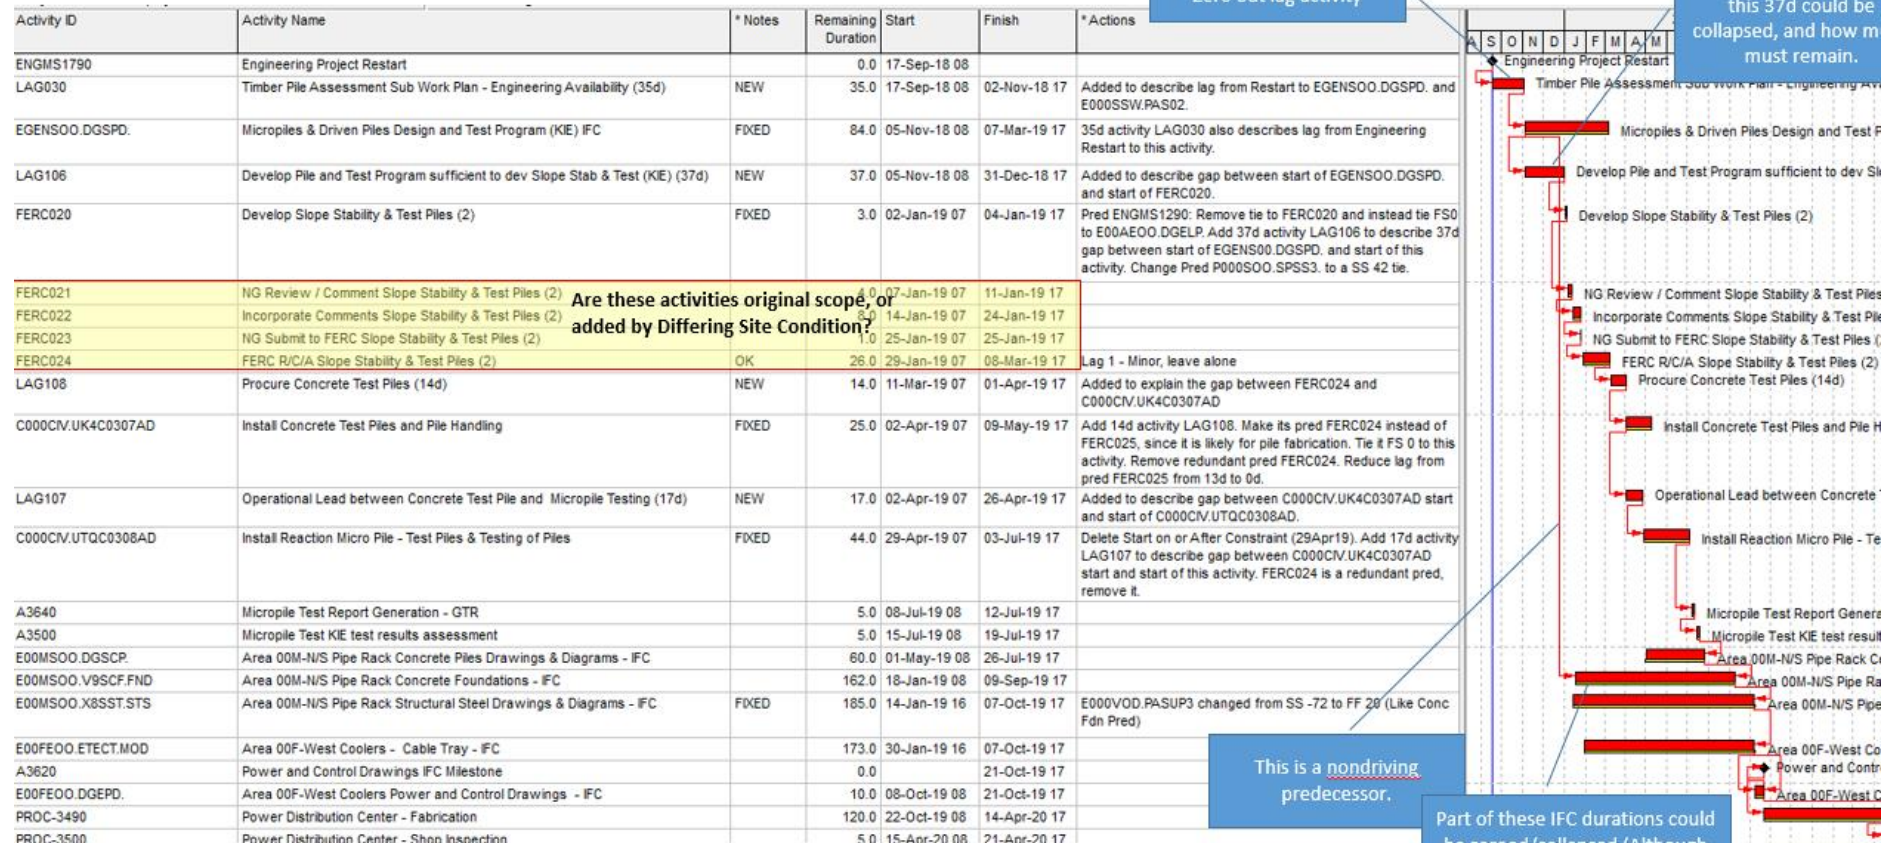 Zero out lag activity
this 37d could be
collapsed, and how
must remain.
Activity ID Activity Name * Notes Remaining Duration Start Finish * Actions
A S O N D J F M A M
ENGMS1790 Engineering Project Restart 0.0 17-Sep-18 08
Engineering Project Restart
LAG030 Timber Pile Assessment Sub Work Plan - Engineering Availability (35d) NEW 35.0 17-Sep-18 08 02-Nov-18 17 Added to describe lag from Restart to EGENSOO.DGSPD. and
E000SSW.PAS02.
Timber Pile Assessment Sub Work Plan - Engineering
EGENSOO.DGSPD. Micropiles & Driven Piles Design and Test Program (KIE) IFC FIXED 84.0 05-Nov-18 08 07-Mar-19 17 35d activity LAG030 also describes lag from Engineering
Restart to this activity.
Micropiles & Driven Piles Design and Test
LAG106 Develop Pile and Test Program sufficient to dev Slope Stab & Test (KIE) (37d) NEW 37.0 05-Nov-18 08 31-Dec-18 17 Added to describe gap between start of EGENSOO.DGSPD.
and start of FERC020.
Develop Pile and Test Program sufficient to dev
FERC020 Develop Slope Stability & Test Piles (2) FIXED 3.0 02-Jan-19 07 04-Jan-19 17 Pred ENGMS1290: Remove tie to FERC020 and instead tie FS0
to E00AEOO.DGELP. Add 37d activity LAG106 to describe 37d
gap between start of EGENS00.DGSPD. and start of this
activity. Change Pred P000SOO.SPSS3. to a SS 42 tie.
Develop Slope Stability & Test Piles (2)
FERC021 NG Review / Comment Slope Stability & Test Piles (2) 4.0 07-Jan-19 07 11-Jan-19 17
NG Review / Comment Slope Stability & Test Piles
FERC022 Incorporate Comments Slope Stability & Test Piles (2) 8.0 14-Jan-19 07 24-Jan-19 17
Incorporate Comments Slope Stability & Test
FERC023 NG Submit to FERC Slope Stability & Test Piles (2) 1.0 25-Jan-19 07 25-Jan-19 17
NG Submit to FERC Slope Stability & Test Piles
FERC024 FERC R/C/A Slope Stability & Test Piles (2) OK 26.0 29-Jan-19 07 08-Mar-19 17 Lag 1 - Minor, leave alone
FERC R/C/A Slope Stability & Test Piles (2)
Are these activities original scope, or
added by Differing Site Condition?
LAG108 Procure Concrete Test Piles (14d) NEW 14.0 11-Mar-19 07 01-Apr-19 17 Added to explain the gap between FERC024 and
C000CIV.UK4C0307AD
Procure Concrete Test Piles (14d)
C000CIV.UK4C0307AD Install Concrete Test Piles and Pile Handling FIXED 25.0 02-Apr-19 07 09-May-19 17 Add 14d activity LAG108. Make its pred FERC024 instead of
FERC025, since it is likely for pile fabrication. Tie it FS 0 to this
activity. Remove redundant pred FERC024. Reduce lag from
pred FERC025 from 13d to 0d.
Install Concrete Test Piles and Pile
LAG107 Operational Lead between Concrete Test Pile and Micropile Testing (17d) NEW 17.0 02-Apr-19 07 26-Apr-19 17 Added to describe gap between C000CIV.UK4C0307AD start
and start of C000CIV.UTQC0308AD.
Operational Lead between Concrete
C000CIV.UTQC0308AD Install Reaction Micro Pile - Test Piles & Testing of Piles FIXED 44.0 29-Apr-19 07 03-Jul-19 17 Delete Start on or After Constraint (29Apr19). Add 17d activity
LAG107 to describe gap between C000CIV.UK4C0307AD
start and start of this activity. FERC024 is a redundant pred,
remove it.
Install Reaction Micro Pile -
A3640 Micropile Test Report Generation - GTR 5.0 08-Jul-19 08 12-Jul-19 17
Micropile Test Report
A3500 Micropile Test KIE test results assessment 5.0 15-Jul-19 08 19-Jul-19 17
Micropile Test KIE test
E00MSOO.DGSCP. Area 00M-N/S Pipe Rack Concrete Piles Drawings & Diagrams - IFC 60.0 01-May-19 08 26-Jul-19 17
Area 00M-N/S Pipe Rack
E00MSOO.V9SCF.FND Area 00M-N/S Pipe Rack Concrete Foundations - IFC 162.0 18-Jan-19 08 09-Sep-19 17
Area 00M-N/S Pipe
E00MSOO.X8SST.STS Area 00M-N/S Pipe Rack Structural Steel Drawings & Diagrams - IFC FIXED 185.0 14-Jan-19 16 07-Oct-19 17 E000VOD.PASUP3 changed from SS -72 to FF 20 (Like Conc
Fdn Pred)
Area 00M-N/S Pipe
E00FEOO.ETECT.MOD Area 00F-West Coolers - Cable Tray - IFC 173.0 30-Jan-19 16 07-Oct-19 17
Area 00F-West
A3620 Power and Control Drawings IFC Milestone 0.0 21-Oct-19 17
Power and
E00FEOO.DGEPD. Area 00F-West Coolers Power and Control Drawings - IFC 10.0 08-Oct-19 08 21-Oct-19 17
Area 00F-West
PROC-3490 Power Distribution Center - Fabrication 120.0 22-Oct-19 08 14-Apr-20 17
PROC-3500 Power Distribution Center - Shop Inspection 5.0 15-Apr-20 08 21-Apr-20 17
This is a nondriving
predecessor.
Part of these IFC durations could